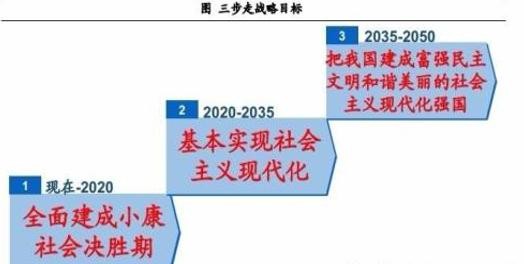 图 三步走战略目标
3 2035-2050
把我国建成富强民主
文明和谐美丽的社会
主义现代化强国
2 2020-2035
基本实现社会
主义现代化
1 现在-2020
全面建成小康
社会决胜期